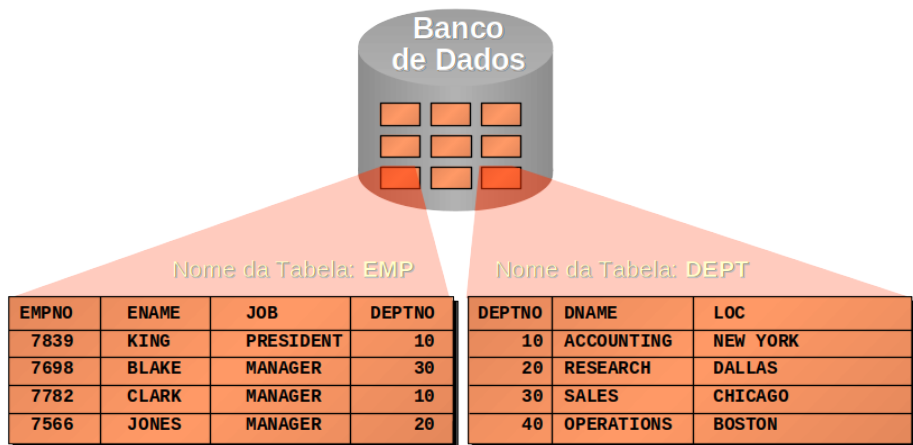 Banco
de Dados
Nome da Tabela: EMP
EMPNO ENAME JOB DEPTNO
7839 KING PRESIDENT 10
7698 BLAKE MANAGER 30
7782 CLARK MANAGER 10
7566 JONES MANAGER 20
Nome da Tabela: DEPT
DEPTNO DNAME LOC
10 ACCOUNTING NEW YORK
20 RESEARCH DALLAS
30 SALES CHICAGO
40 OPERATIONS BOSTON